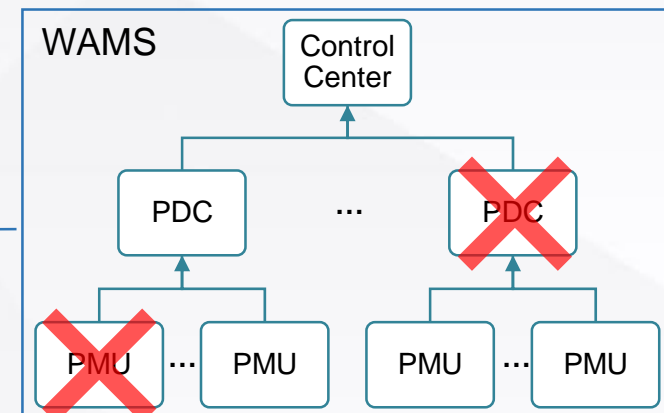 WAMS
Control
Center
PDC
...
PDC
PMU
...
PMU
PMU
...
PMU